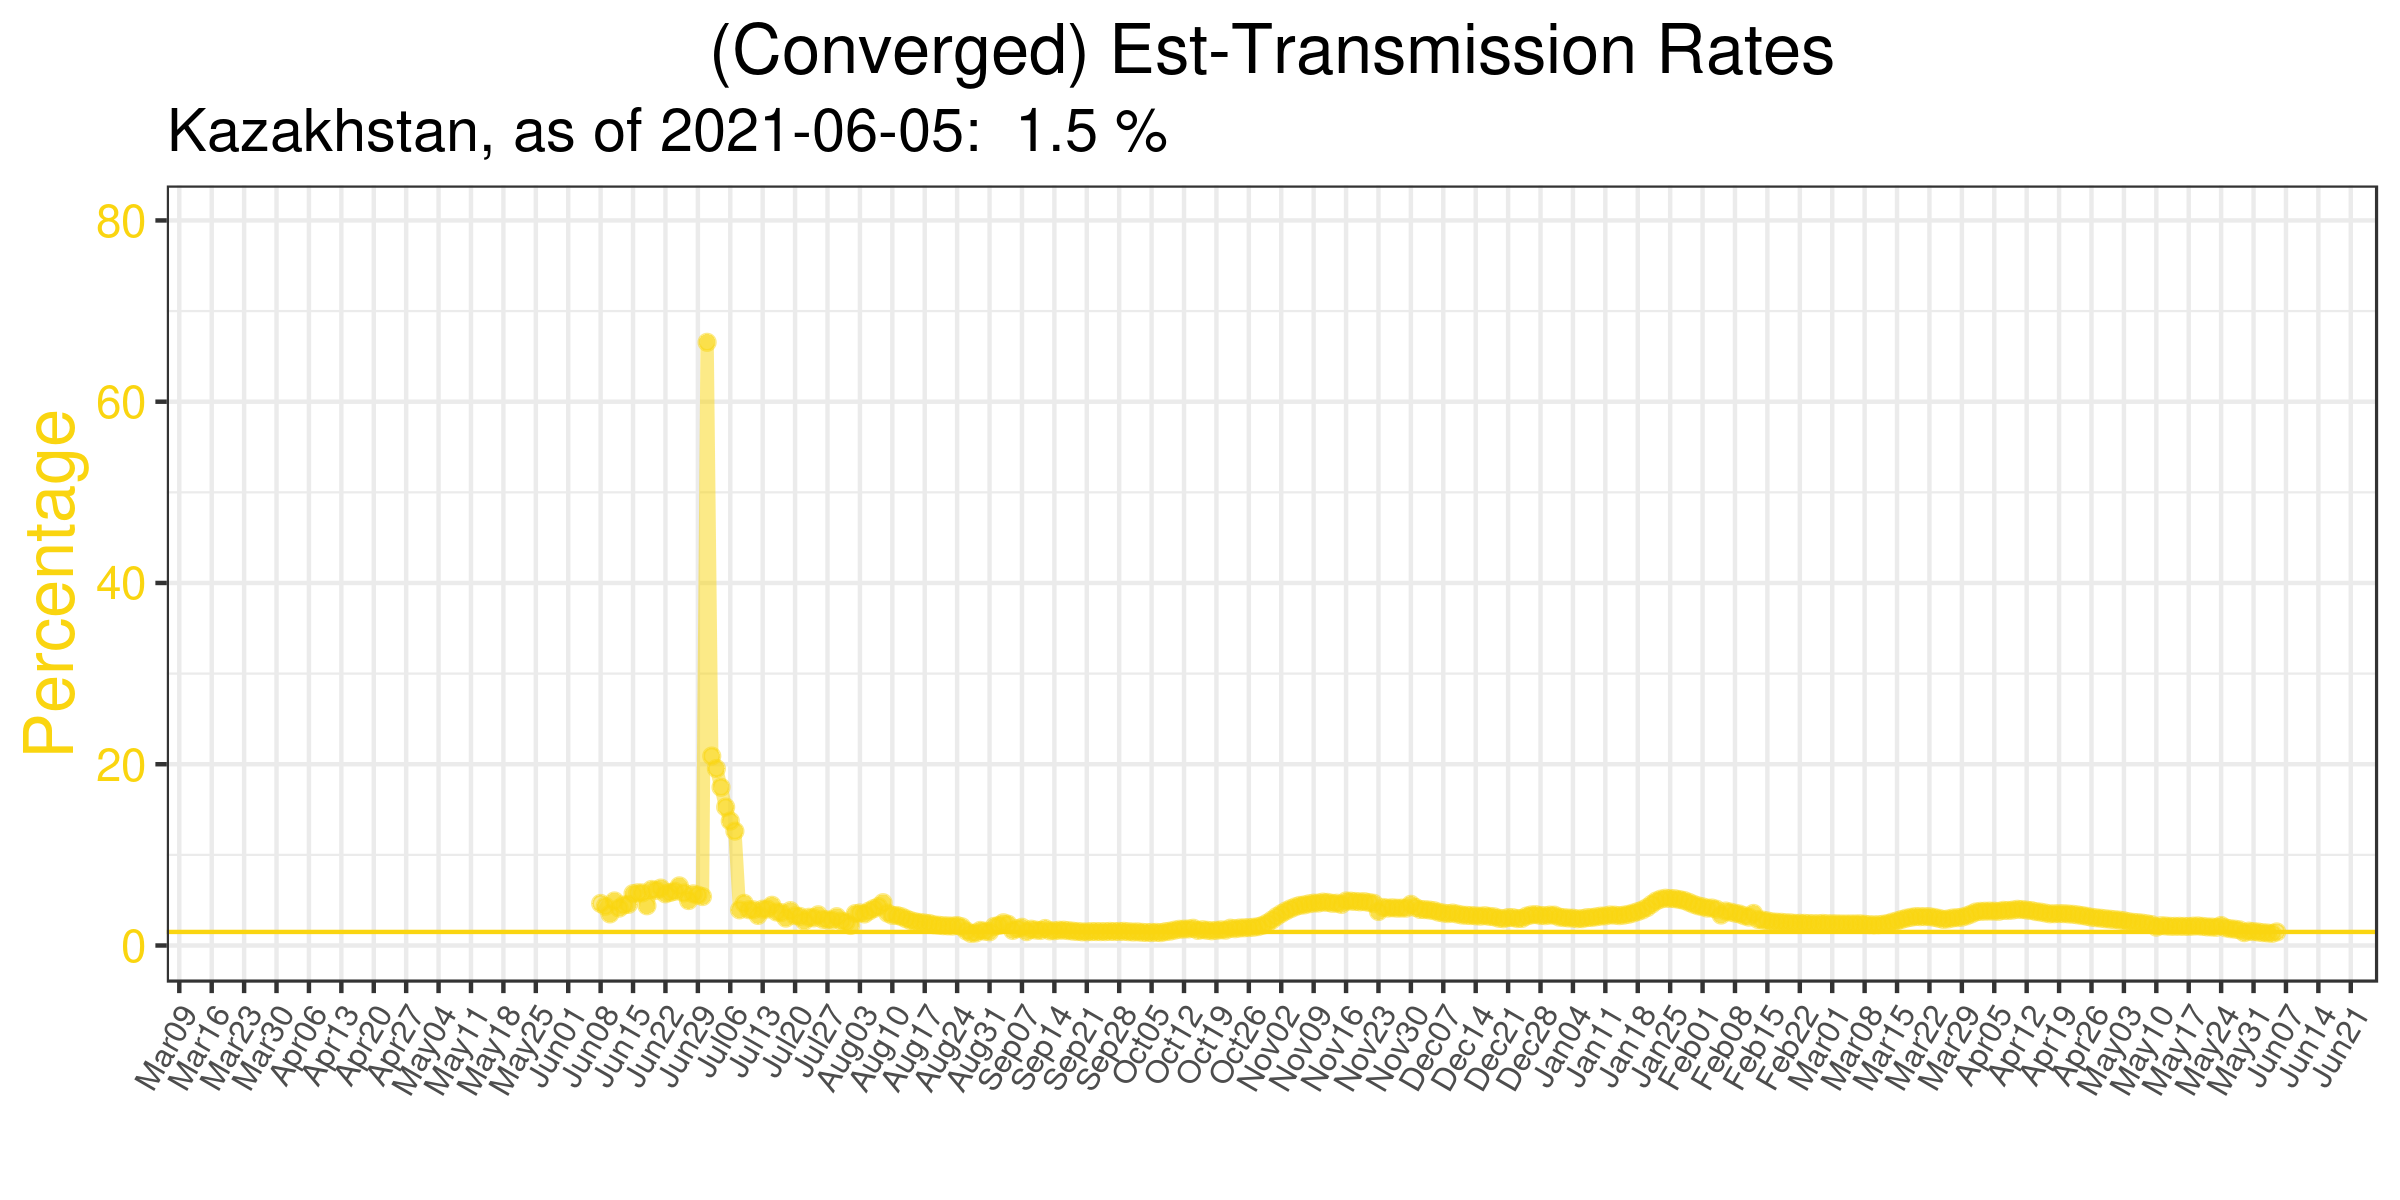 (Converged) Est-Transmission Rates
Kazakhstan, as of 2021-06-05:  1.5 %
Percentage
80
60
40
20
0
Mar09
Mar16
Mar23
Mar30
Apr06
Apr13
Apr20
Apr27
May04
May11
May18
May25
Jun01
Jun08
Jun15
Jun22
Jun29
Jul06
Jul13
Jul20
Jul27
Aug03
Aug10
Aug17
Aug24
Aug31
Sep07
Sep14
Sep21
Sep28
Oct05
Oct12
Oct19
Oct26
Nov02
Nov09
Nov16
Nov23
Nov30
Dec07
Dec14
Dec21
Dec28
Jan04
Jan11
Jan18
Jan25
Feb01
Feb08
Feb15
Feb22
Mar01
Mar08
Mar15
Mar22
Mar29
Apr05
Apr12
Apr19
Apr26
May03
May10
May17
May24
May31
Jun07
Jun14
Jun21